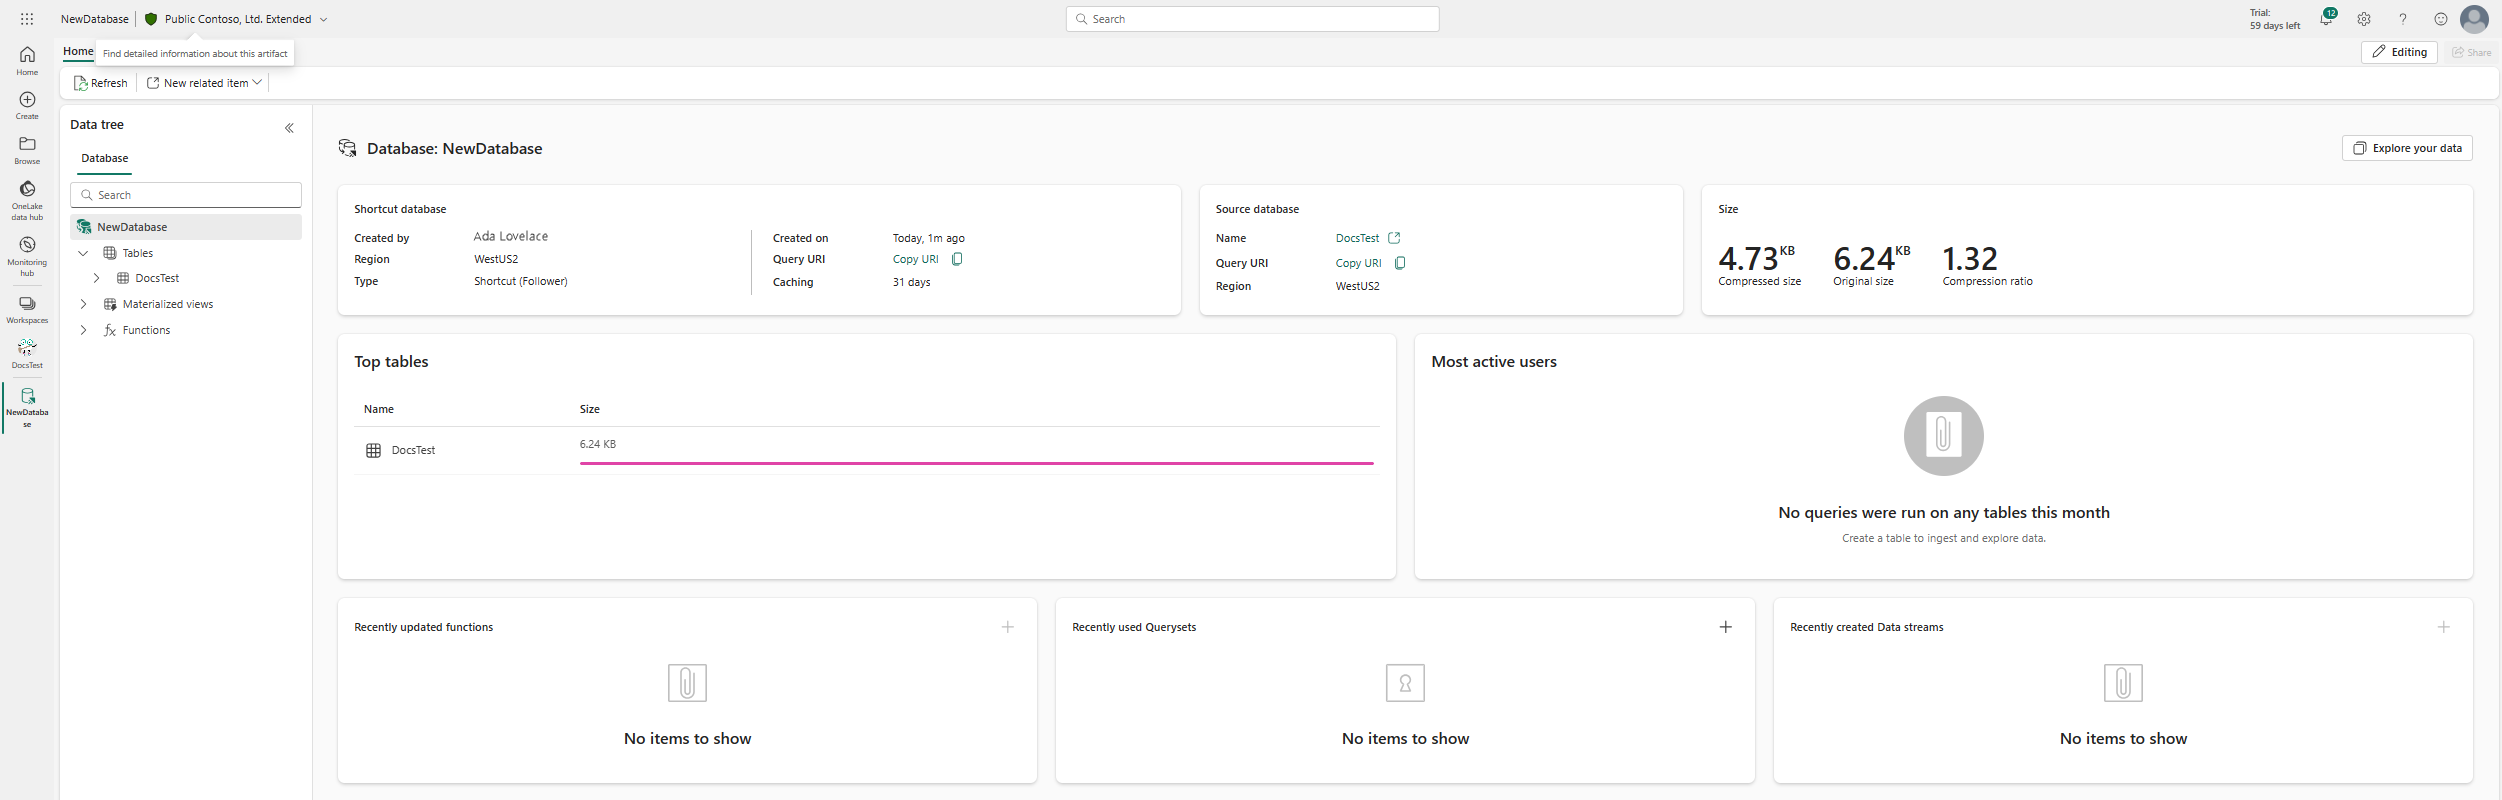 NewDatabase
Public Contoso, Ltd. Extended
Search
Trial:
59 days left
12
Find detailed information about this artifact
Home
Editing
Share
Refresh
New related item
Home
Create
Browse
OneLake
data hub
Monitoring
hub
Workspaces
DocsTest
NewDataba
se
Data tree
Database
Search
NewDatabase
Tables
DocsTest
Materialized views
Functions
Database: NewDatabase
Explore your data
Shortcut database
Created by Ada Lovelace
Region WestUS2
Type Shortcut (Follower)
Created on Today, 1m ago
Query URI Copy URI
Caching 31 days
Source database
Name DocsTest
Query URI Copy URI
Region WestUS2
Size
4.73 KB
Compressed size
6.24 KB
Original size
1.32
Compression ratio
Top tables
Name Size
DocsTest 6.24 KB
Most active users
No queries were run on any tables this month
Create a table to ingest and explore data.
Recently updated functions
No items to show
Recently used Querysets
No items to show
Recently created Data streams
No items to show